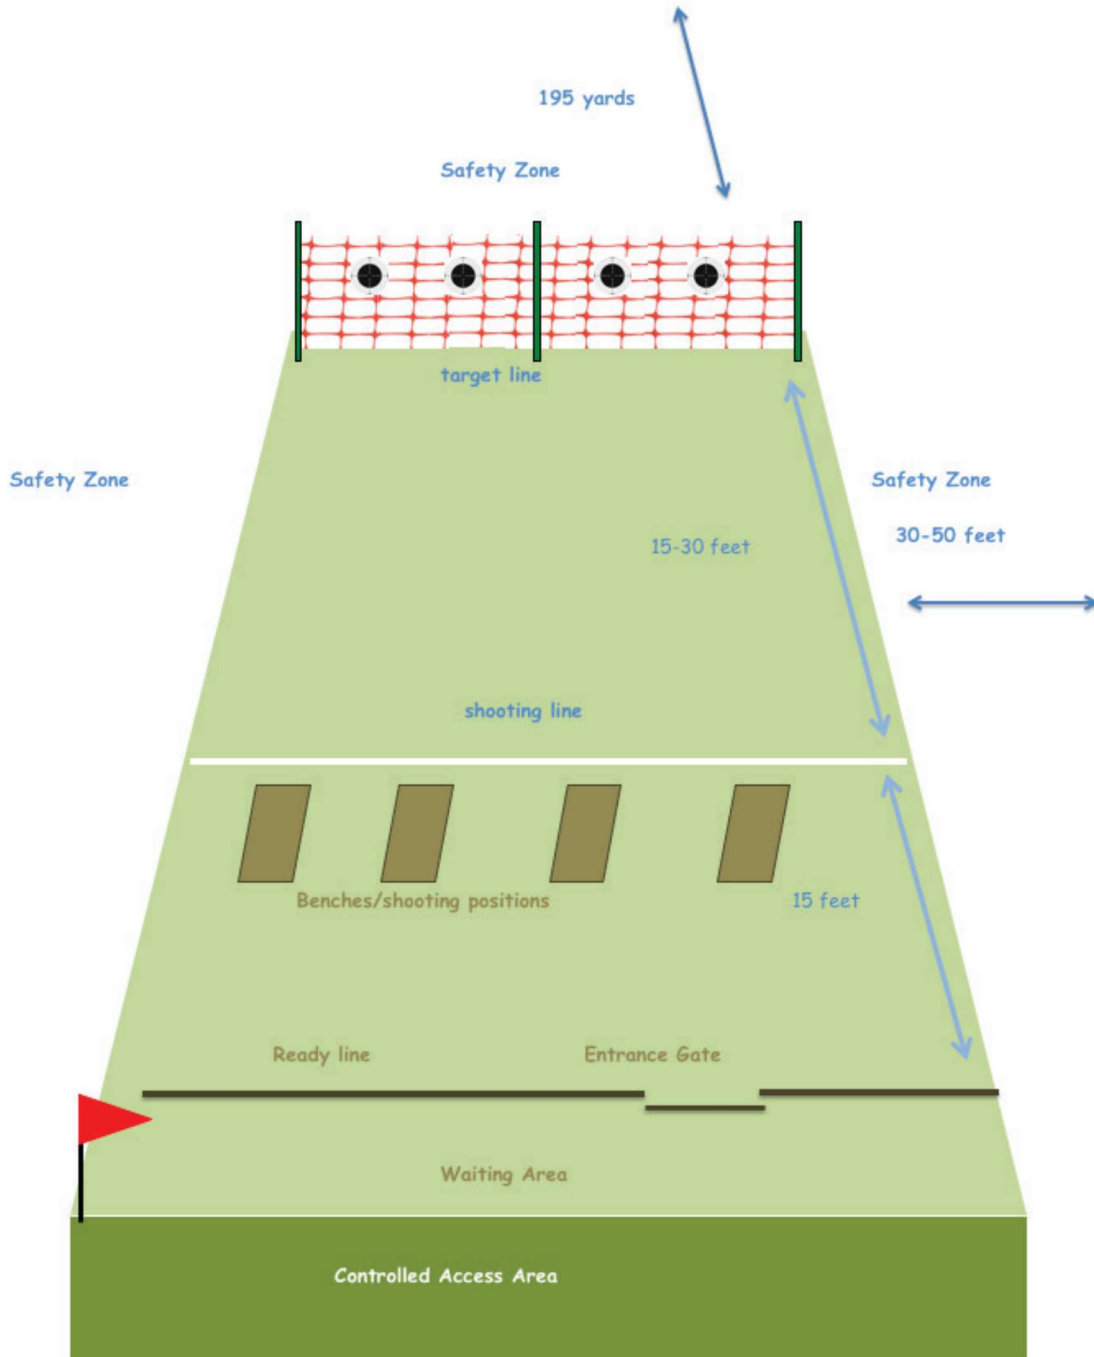 195 yards
Safety Zone
target line
Safety Zone
Safety Zone
30-50 feet
15-30 feet
shooting line
Benches/shooting positions
15 feet
Ready line
Entrance Gate
Waiting Area
Controlled Access Area